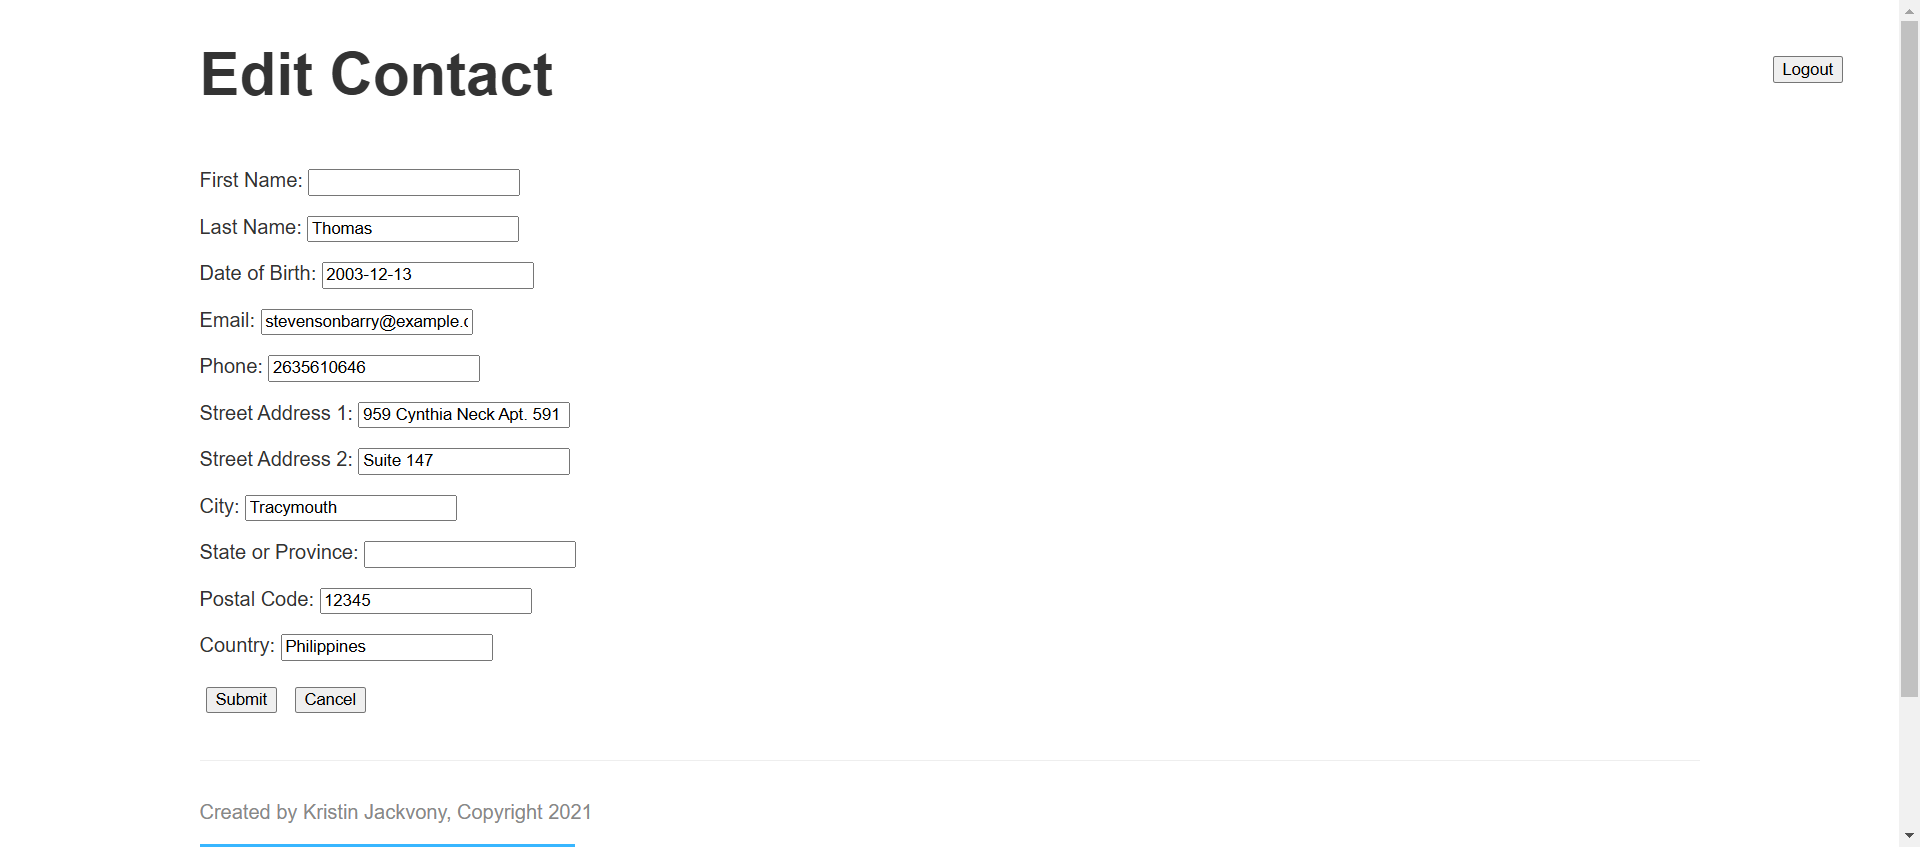 Edit Contact
Logout
First Name:
Last Name: Thomas
Date of Birth: 2003-12-13
Email: stevensonbarry@example.c
Phone: 2635610646
Street Address 1: 959 Cynthia Neck Apt. 591
Street Address 2: Suite 147
City: Tracymouth
State or Province:
Postal Code: 12345
Country: Philippines
Submit Cancel
Created by Kristin Jackvony, Copyright 2021